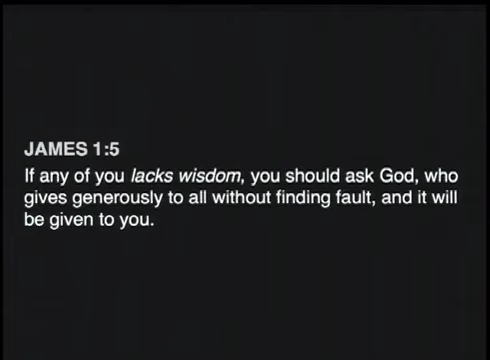 JAMES 1:5
If any of you lacks wisdom, you should ask God, who
gives generously to all without finding fault, and it will
be given to you.